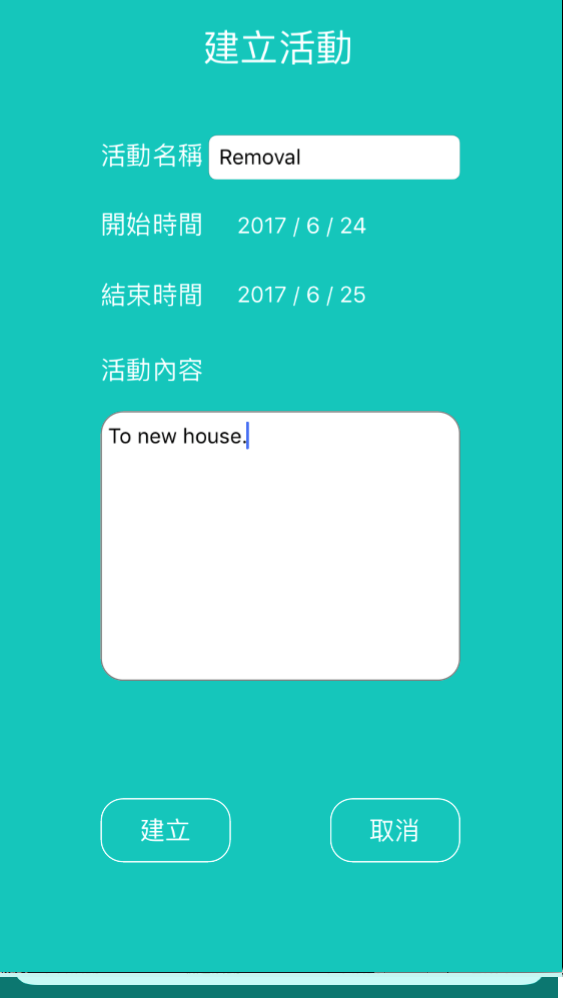 建立活動
活動名稱 Removal
開始時間 2017 / 6 / 24
結束時間 2017 / 6 / 25
活動內容
To new house.
建立 取消